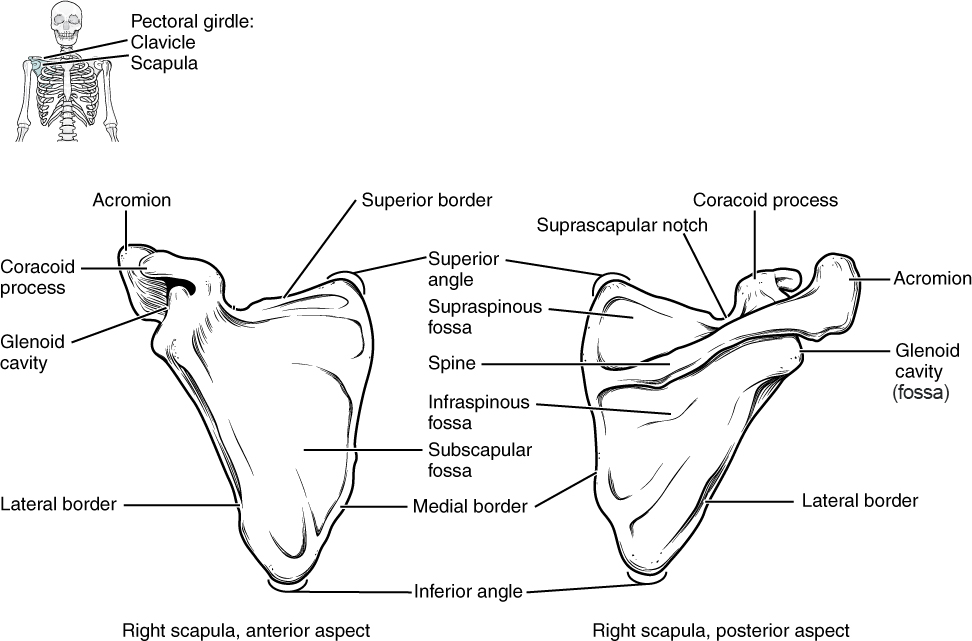 Pectoral girdle:
Clavicle
Scapula
Acromion
Superior border
Coracoid
process
Glenoid
cavity
Lateral border
Superior
angle
Supraspinous
fossa
Spine
Infraspinous
fossa
Subscapular
fossa
Medial border
Inferior angle
Coracoid process
Suprascapular notch
Acromion
Glenoid
cavity
(fossa)
Lateral border
Right scapula, anterior aspect
Right scapula, posterior aspect